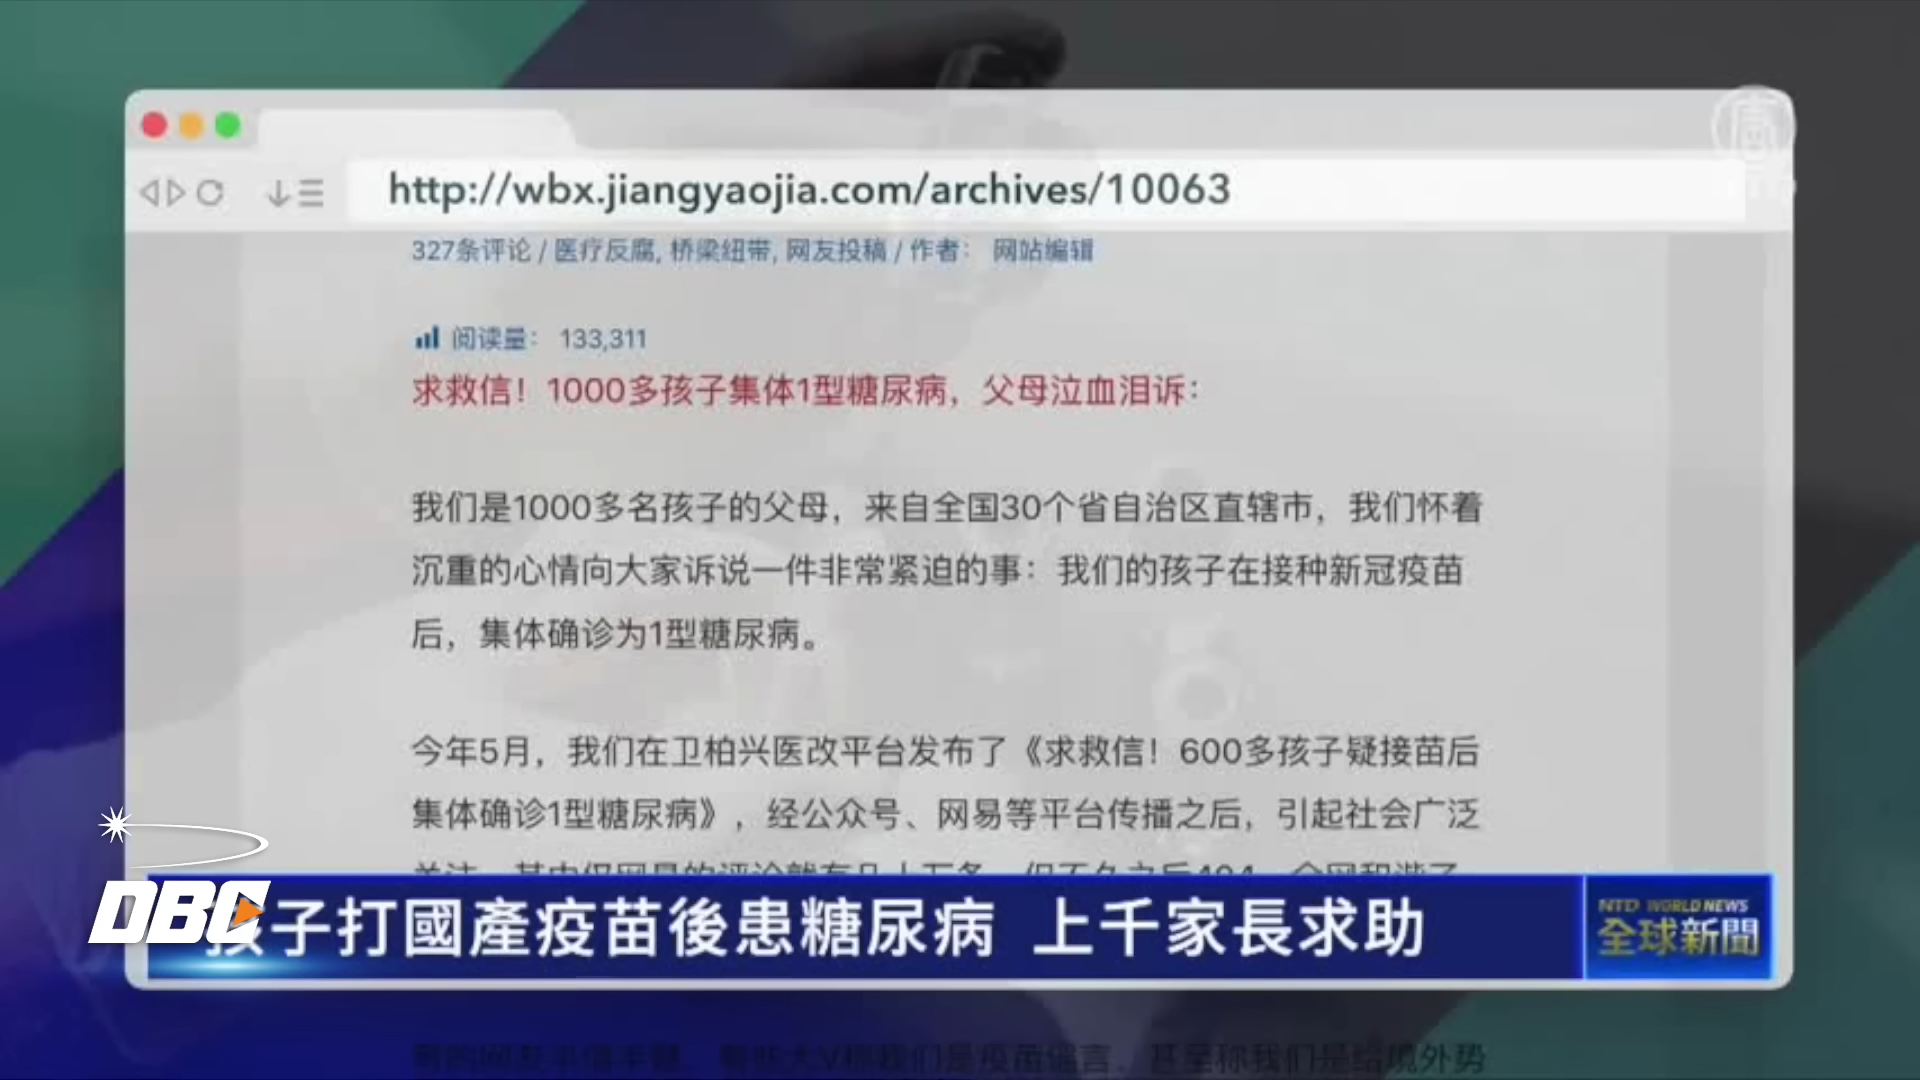 http://wbx.jiangyaojia.com/archives/10063
327条评论 / 医疗反腐, 桥梁纽带, 网友投稿 / 作者： 网站编辑
阅读量： 133,311
求救信！1000多孩子集体1型糖尿病，父母泣血泪诉：
我们是1000多名孩子的父母，来自全国30个省自治区直辖市，我们怀着
沉重的心情向大家诉说一件非常紧迫的事：我们的孩子在接种新冠疫苗
后，集体确诊为1型糖尿病。
今年5月，我们在卫柏兴医改平台发布了《求救信！600多孩子疑接苗后
集体确诊1型糖尿病》，经公众号、网易等平台传播之后，引起社会广泛
DBC
孩子打國產疫苗後患糖尿病 上千家長求助
NTD WORLD NEWS
全球新聞